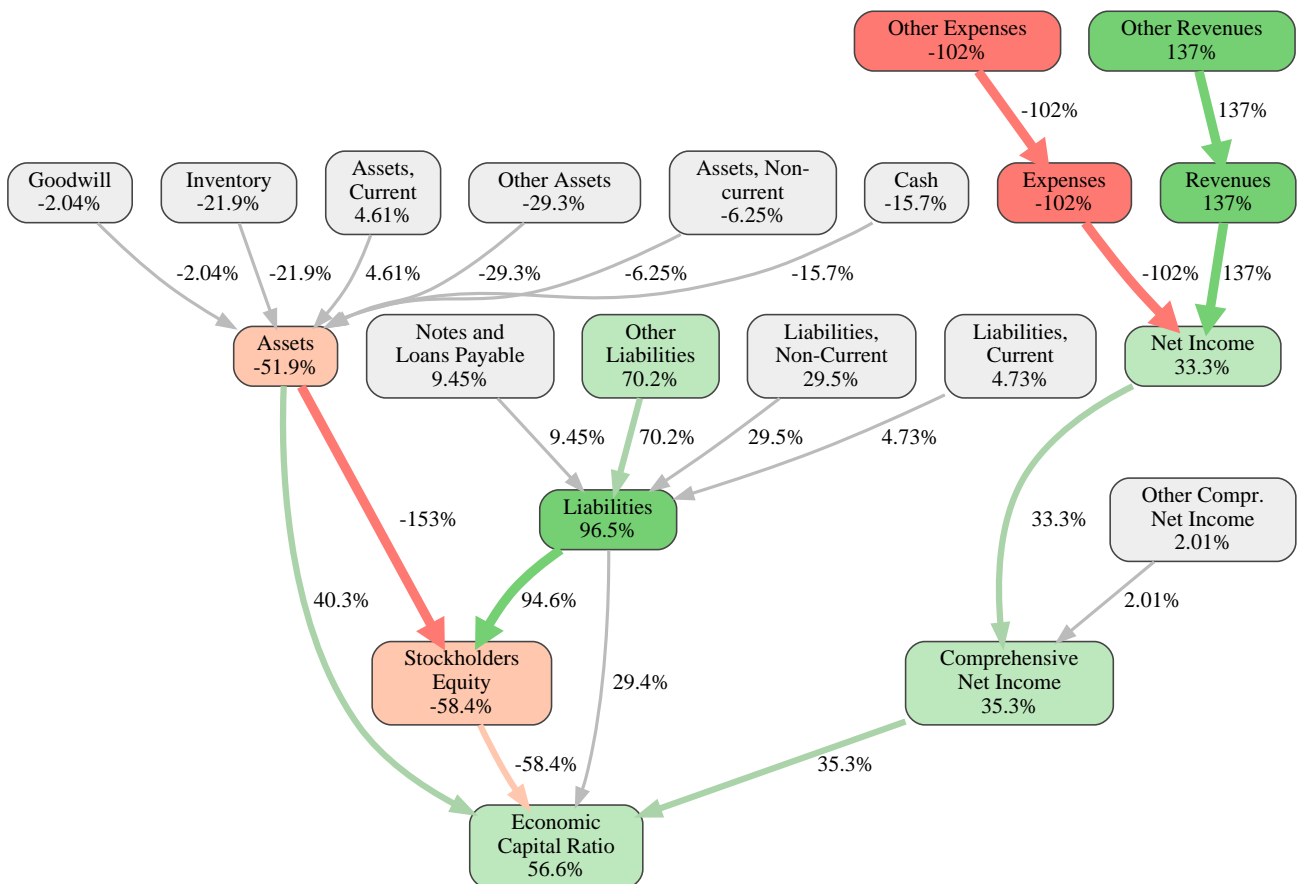 Other Expenses
-102%
Other Revenues
137%
-102%
137%
Goodwill
-2.04%
Inventory
-21.9%
Assets,
Current
4.61%
Other Assets
-29.3%
Assets, Non-
current
-6.25%
Cash
-15.7%
Expenses
-102%
Revenues
137%
-2.04%
-21.9%
4.61%
-29.3%
-6.25%
-15.7%
-102%
137%
Assets
-51.9%
Notes and
Loans Payable
9.45%
Other
Liabilities
70.2%
Liabilities,
Non-Current
29.5%
Liabilities,
Current
4.73%
Net Income
33.3%
9.45%
70.2%
29.5%
4.73%
Liabilities
96.5%
Other Compr.
Net Income
2.01%
-153%
33.3%
40.3%
94.6%
2.01%
Stockholders
Equity
-58.4%
29.4%
Comprehensive
Net Income
35.3%
-58.4%
35.3%
Economic
Capital Ratio
56.6%